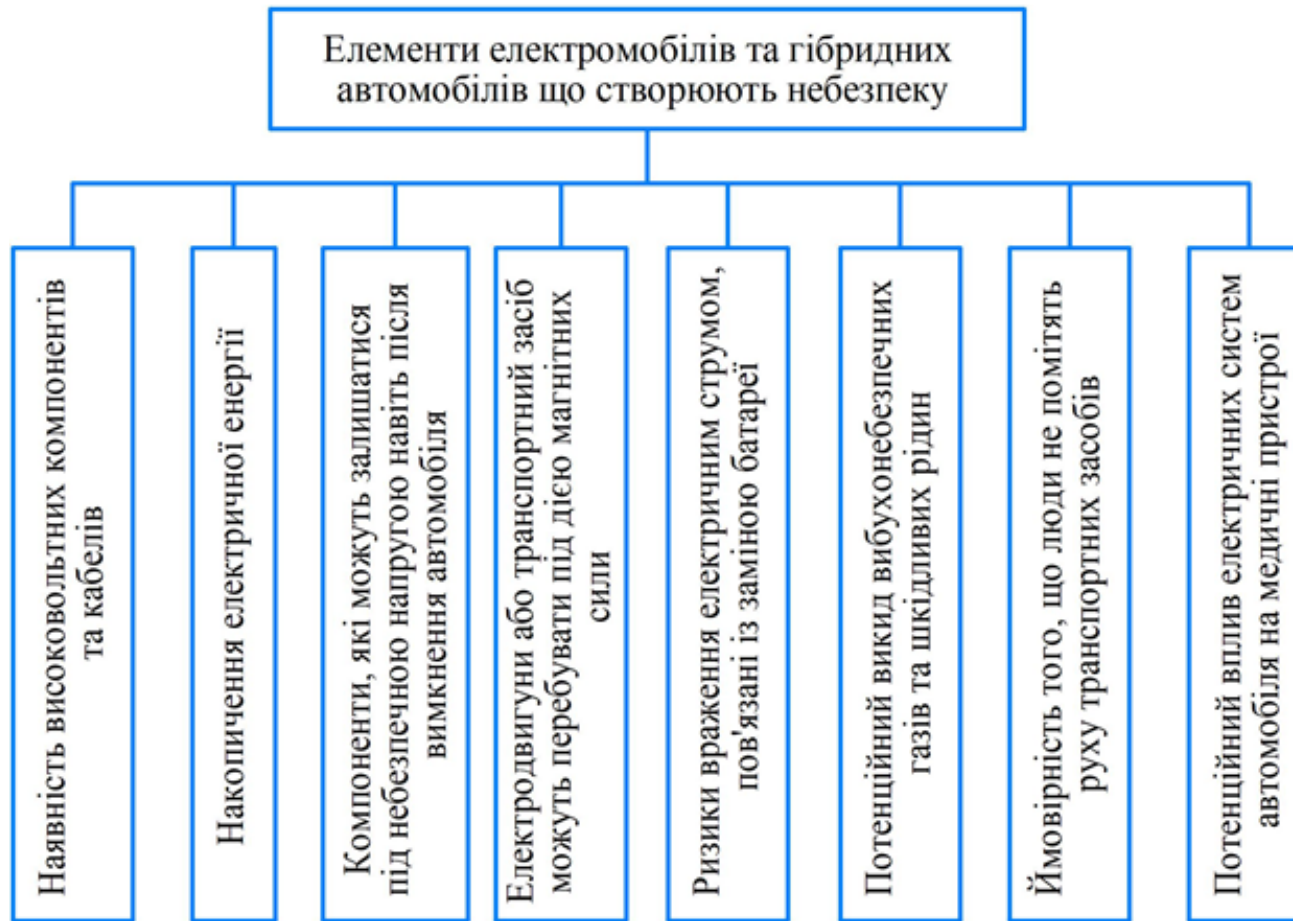 Елементи електромобілів та гібридних
автомобілів що створюють небезпеку
Наявність високовольтних компонентів
та кабелів
Накопичення електричної енергії
Компоненти, які можуть залишатися
під небезпечною напругою навіть після
вимкнення автомобіля
Електродвигуни або транспортний засіб
можуть перебувати під дією магнітних
сили
Ризики враження електричним струмом,
пов'язані із заміною батареї
Потенційний викид вибухонебезпечних
газів та шкідливих рідин
Ймовірність того, що люди не помітять
руху транспортних засобів
Потенційний вплив електричних систем
автомобіля на медичні пристрої